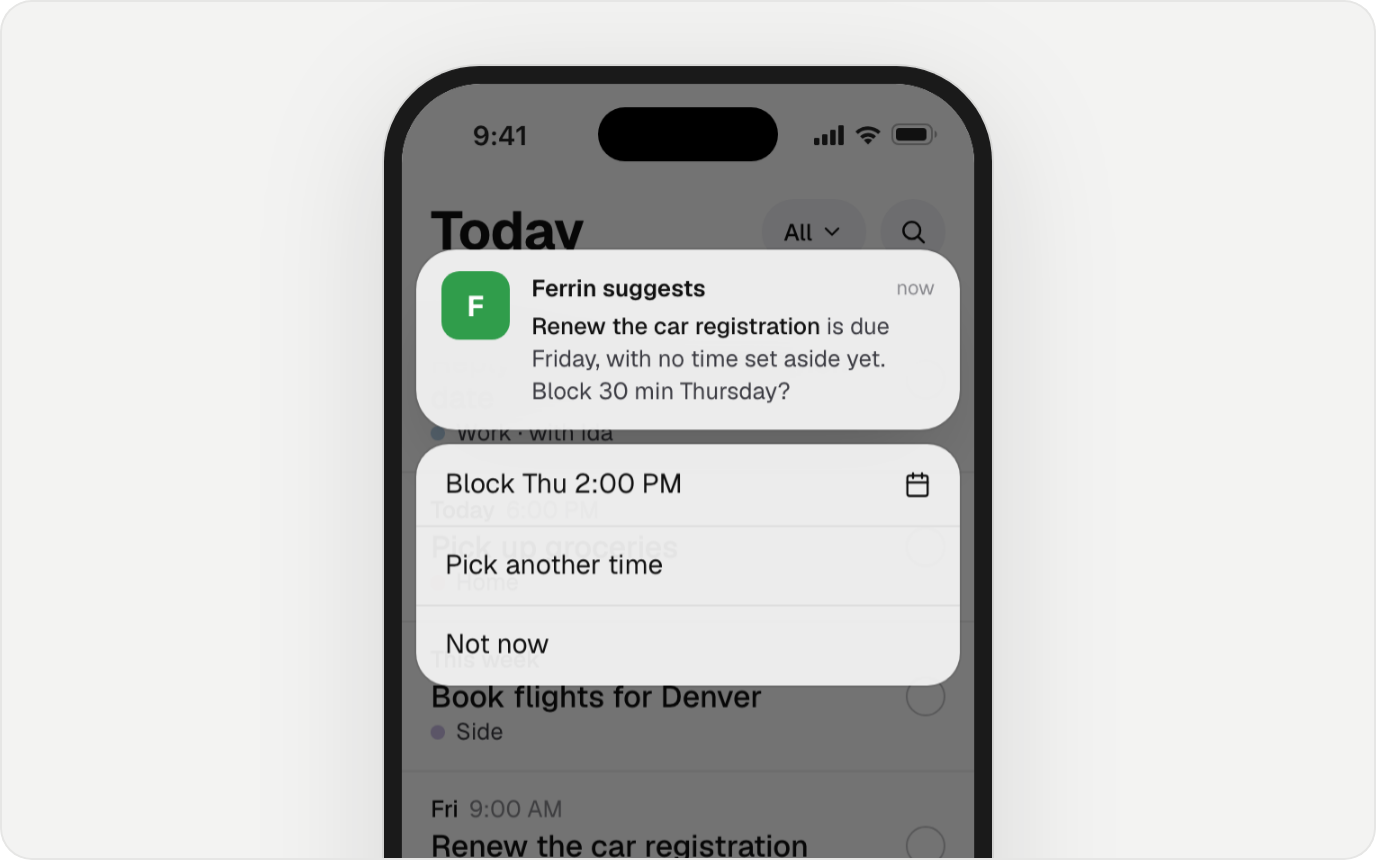 9:41
Today
All
F
Ferrin suggests
now
Renew the car registration is due
Friday, with no time set aside yet.
Block 30 min Thursday?
date
Work · with Ida
Block Thu 2:00 PM
Today 6:00 PM
Pick up groceries
Pick another time
Home
Not now
This week
Book flights for Denver
Side
Fri 9:00 AM
Renew the car registration